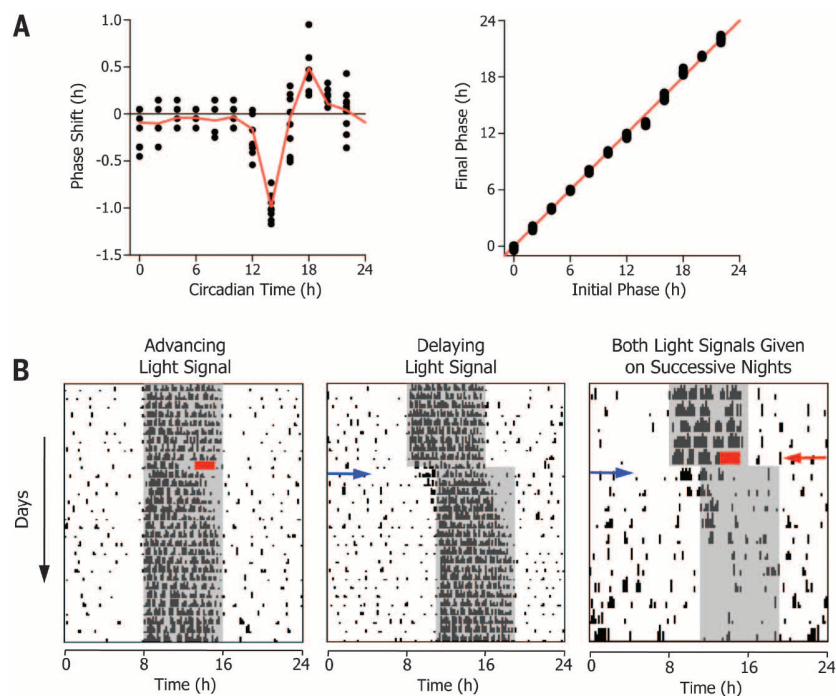 A
1.0
0.5
0
-0.5
-1.0
-1.5
Phase Shift (h)
0 6 12 18 24
Circadian Time (h)
24
18
12
6
0
Final Phase (h)
0 6 12 18 24
Initial Phase (h)
B
Advancing
Light Signal
Delaying
Light Signal
Both Light Signals Given
on Successive Nights
Days
0 8 16 24
Time (h)
0 8 16 24
Time (h)
0 8 16 24
Time (h)